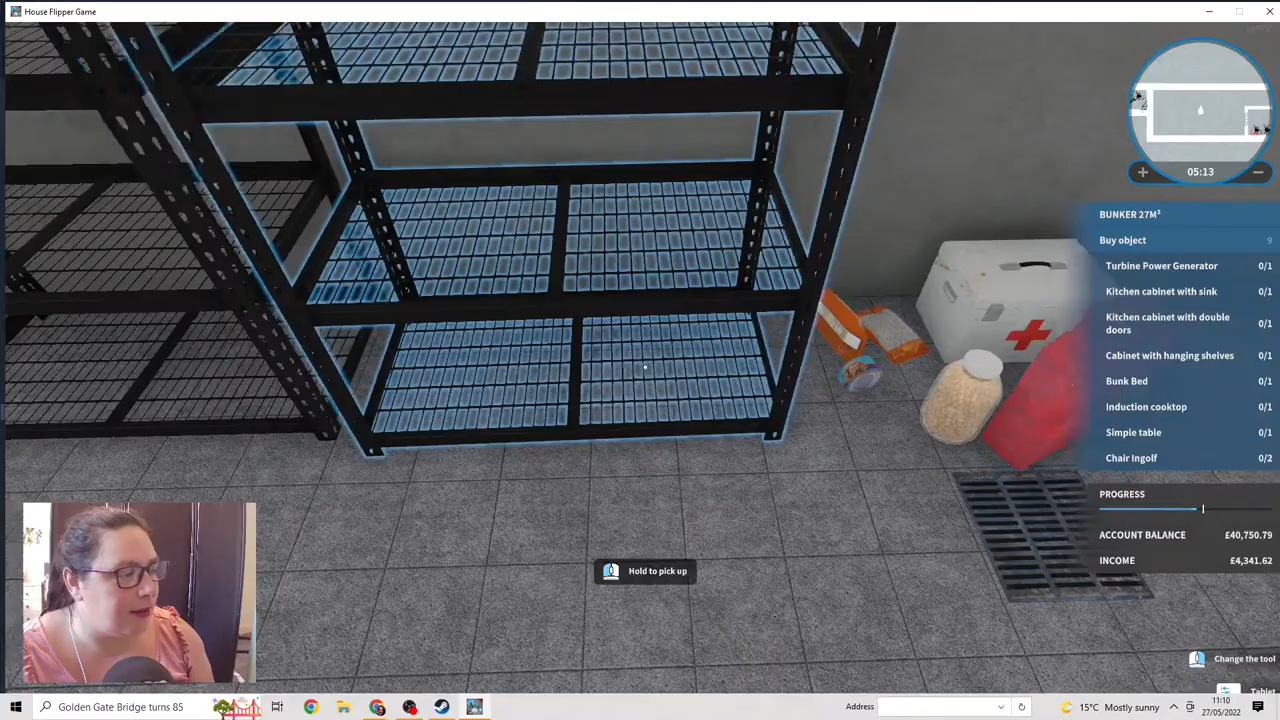 House Flipper Game
05:13
BUNKER 27M²
Buy object 9
Turbine Power Generator 0/1
Kitchen cabinet with sink 0/1
Kitchen cabinet with double
doors 0/1
Cabinet with hanging shelves 0/1
Bunk Bed 0/1
Induction cooktop 0/1
Simple table 0/1
Chair Ingolf 0/2
PROGRESS
ACCOUNT BALANCE £40,750.79
INCOME £4,341.62
Hold to pick up
Change the tool
Tablet
Golden Gate Bridge turns 85
Address
15°C Mostly sunny
11:10
27/05/2022